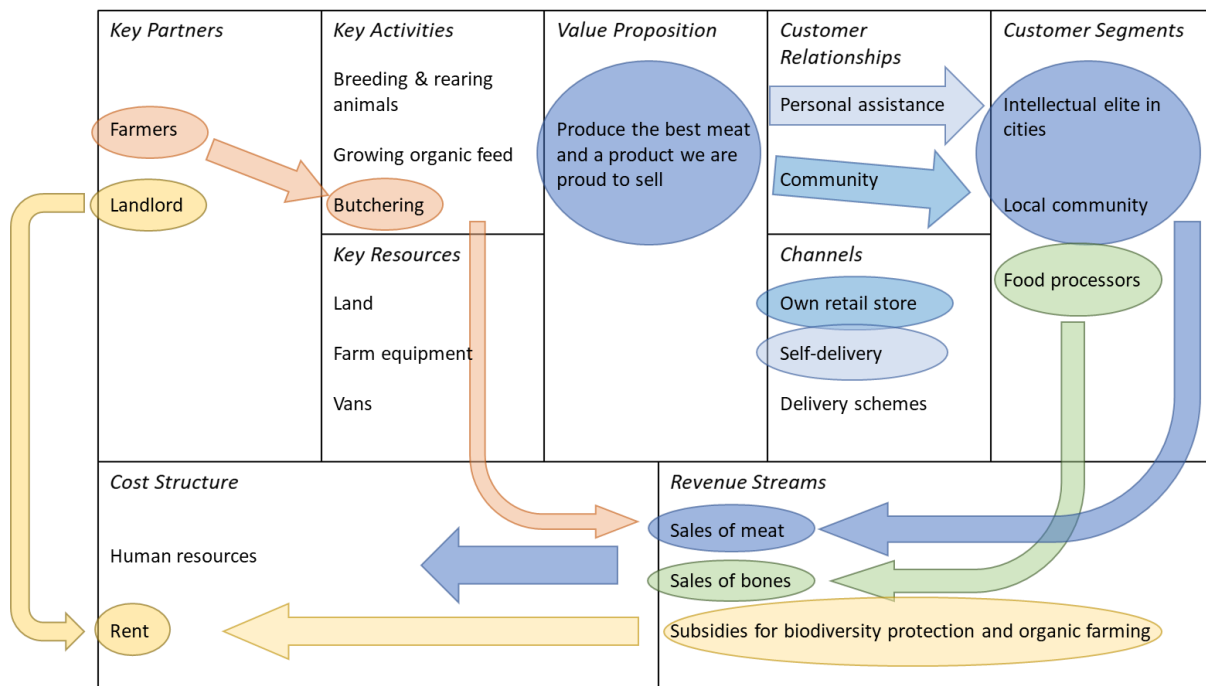 Key Partners
Farmers
Landlord
Key Activities
Breeding & rearing
animals
Growing organic feed
Butchering
Key Resources
Land
Farm equipment
Vans
Value Proposition
Produce the best meat
and a product we are
proud to sell
Customer
Relationships
Personal assistance
Community
Channels
Own retail store
Self-delivery
Delivery schemes
Customer Segments
Intellectual elite in
cities
Local community
Food processors
Cost Structure
Human resources
Rent
Revenue Streams
Sales of meat
Sales of bones
Subsidies for biodiversity protection and organic farming